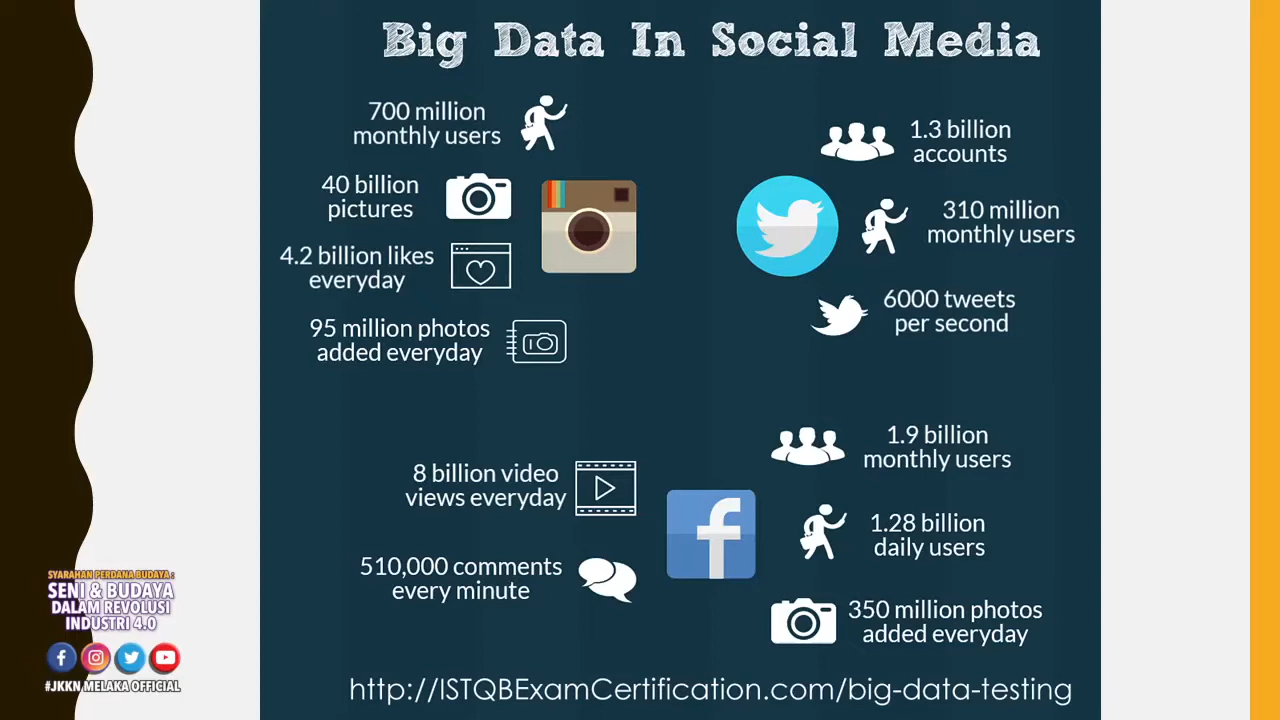 Big Data In Social Media
700 million
monthly users
40 billion
pictures
4.2 billion likes
everyday
95 million photos
added everyday
1.3 billion
accounts
310 million
monthly users
6000 tweets
per second
8 billion video
views everyday
510,000 comments
every minute
1.9 billion
monthly users
1.28 billion
daily users
350 million photos
added everyday
http://ISTQBExamCertification.com/big-data-testing
SYARAHAN PERDANA BUDAYA :
SENI & BUDAYA
DALAM REVOLUSI
INDUSTRI 4.0
#JKKN MELAKA OFFICIAL